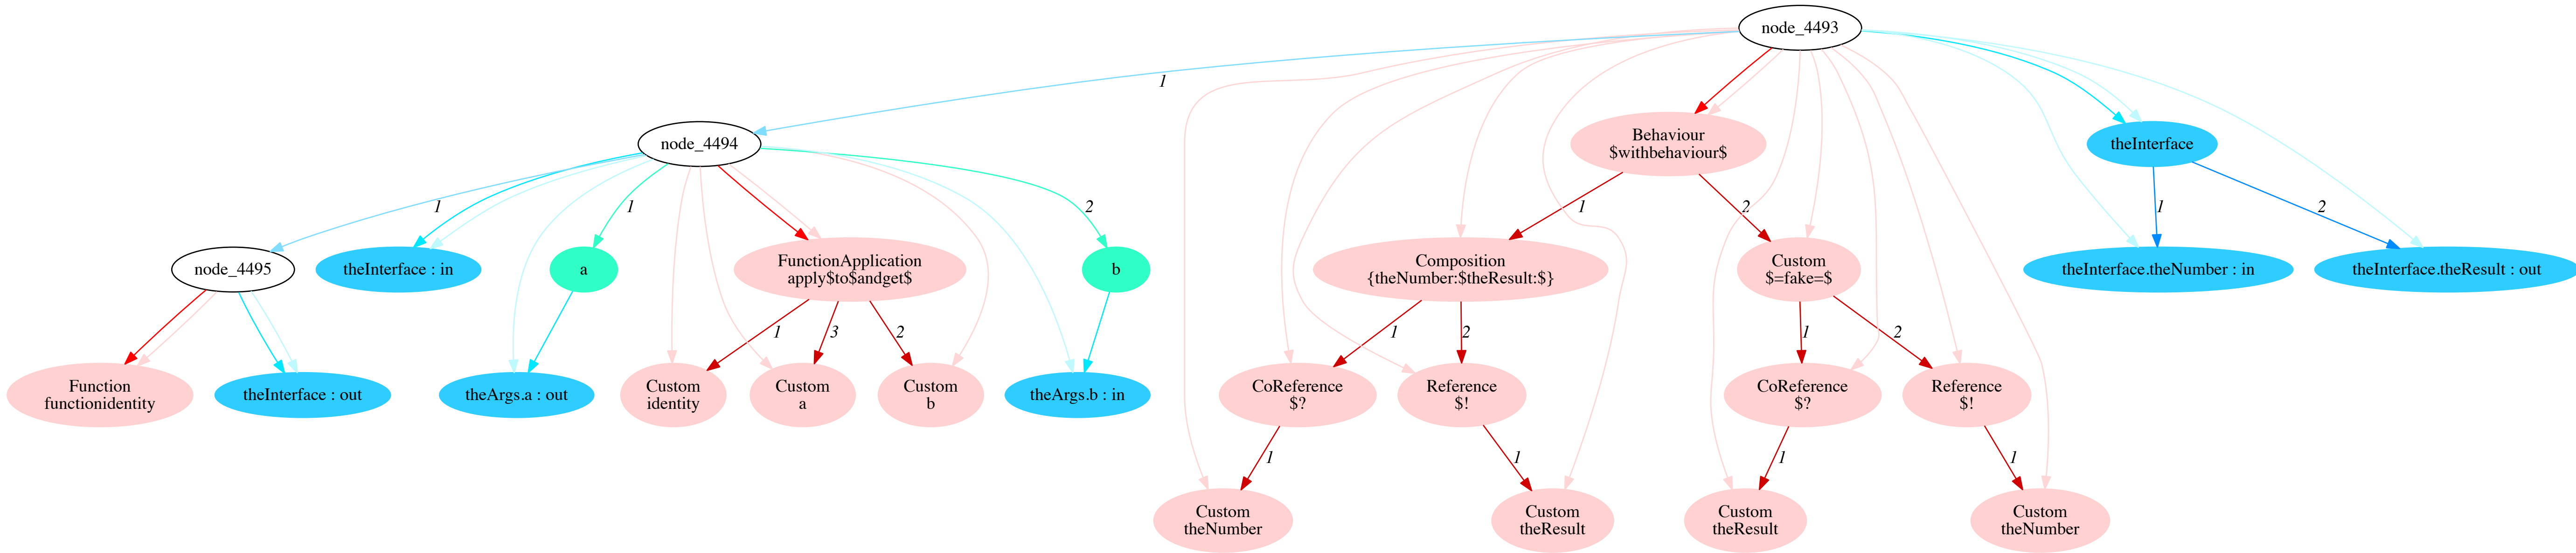 node_4493
1
node_4494
Behaviour
$withbehaviour$
theInterface
1
1
2
1
2
1
2
node_4495
theInterface : in
a
FunctionApplication
apply$to$andget$
b
Composition
{theNumber:$theResult:$}
Custom
$=fake=$
theInterface.theNumber : in
theInterface.theResult : out
1
3
2
1
2
1
2
Function
functionidentity
theInterface : out
theArgs.a : out
Custom
identity
Custom
a
Custom
b
theArgs.b : in
CoReference
$?
Reference
$!
CoReference
$?
Reference
$!
1
1
1
1
Custom
theNumber
Custom
theResult
Custom
theResult
Custom
theNumber